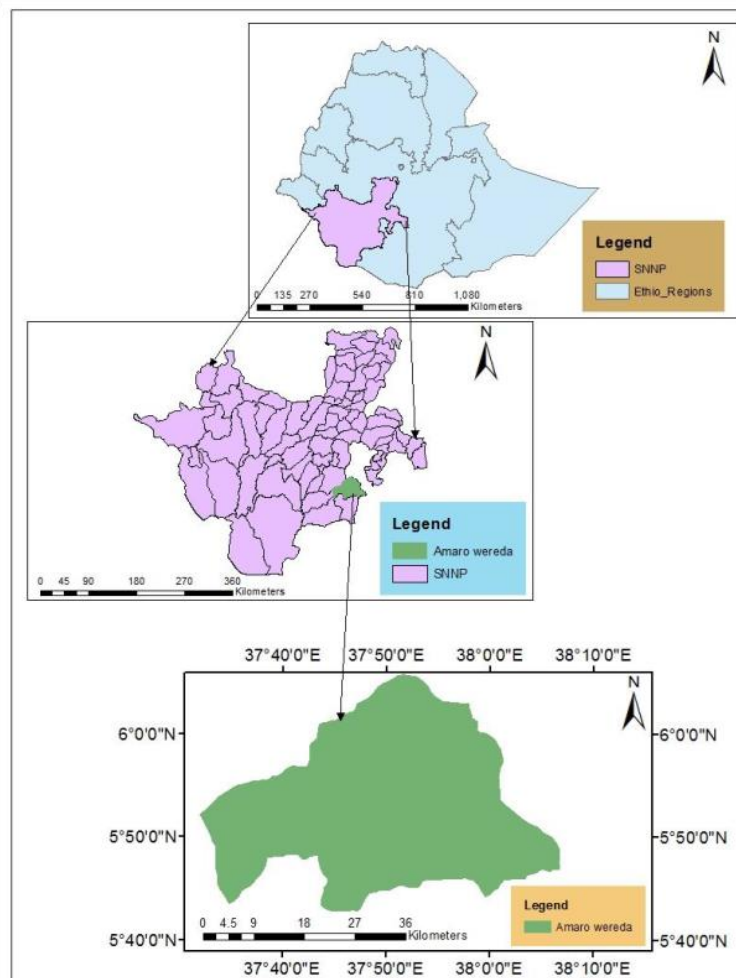 N
Legend
SNNP
Ethio_Regions
0 135 270 540 810 1,080
Kilometers
N
Legend
Amaro wereda
SNNP
0 45 90 180 270 360
Kilometers
37°40'0"E 37°50'0"E 38°0'0"E 38°10'0"E
N
6°0'0"N 6°0'0"N
5°50'0"N 5°50'0"N
Legend
Amaro wereda
0 4.5 9 18 27 36
Kilometers
5°40'0"N 5°40'0"N
37°40'0"E 37°50'0"E 38°0'0"E 38°10'0"E